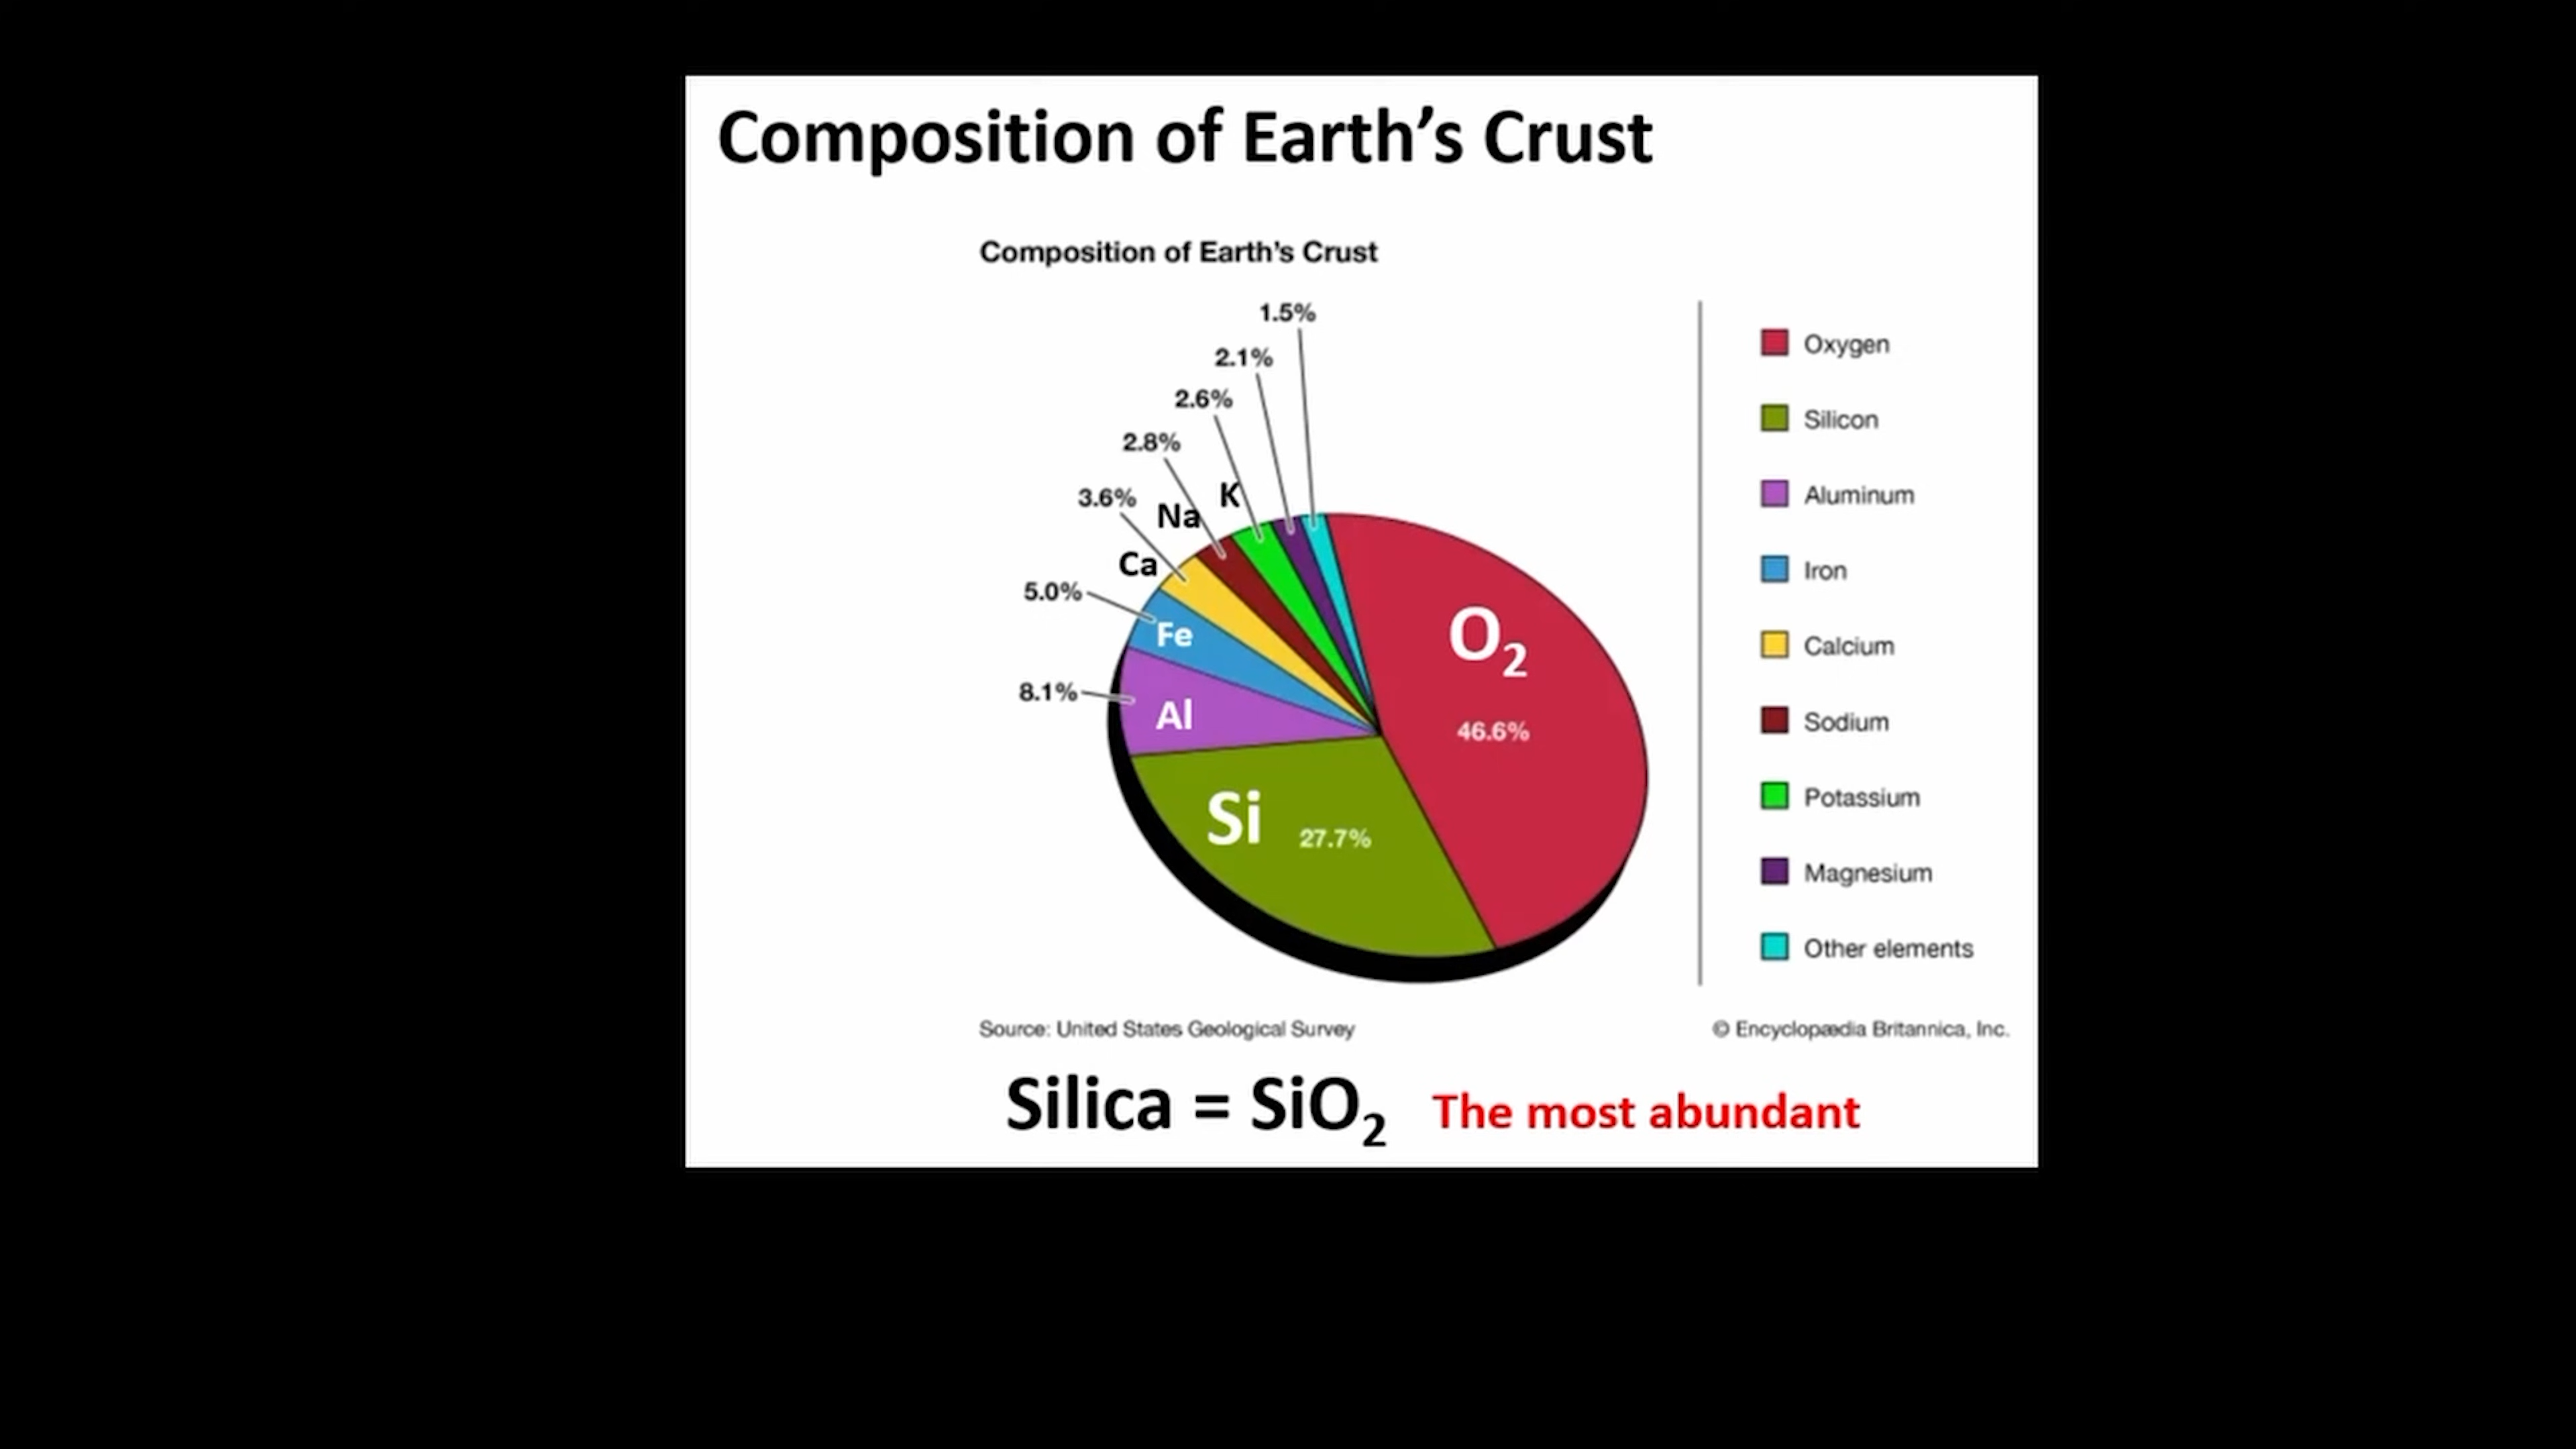 Composition of Earth’s Crust
Composition of Earth’s Crust
1.5%
2.1%
2.6%
2.8%
3.6%
Na
K
Ca
5.0%
Fe
8.1%
Al
O₂
46.6%
Si
27.7%
Oxygen
Silicon
Aluminum
Iron
Calcium
Sodium
Potassium
Magnesium
Other elements
Source: United States Geological Survey
© Encyclopædia Britannica, Inc.
Silica = SiO₂ The most abundant